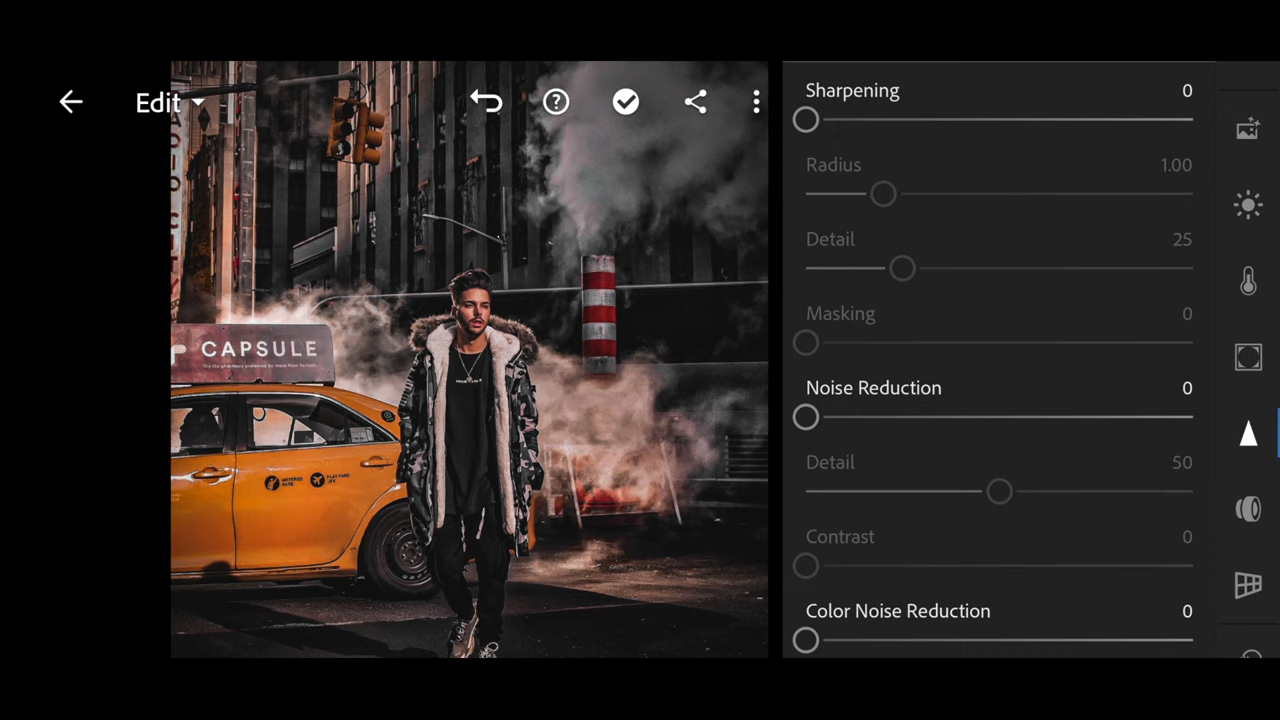 Edit
CAPSULE
Sharpening 0
Radius 1.00
Detail 25
Masking 0
Noise Reduction 0
Detail 50
Contrast 0
Color Noise Reduction 0